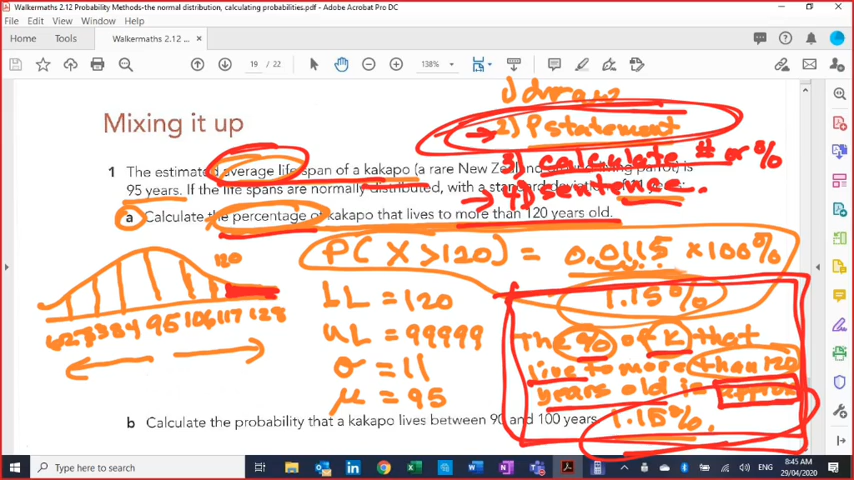 Walkermaths 2.12 Probability Methods-the normal distribution, calculating probabilities.pdf - Adobe Acrobat Pro DC
File Edit View Window Help
Home Tools Walkermaths 2.12 ... ×
19 / 22 138%
1) draw
Mixing it up
→ 2) P statement
3) calculate # or %
1 The estimated average life span of a kakapo (a rare New Zealand ground living parrot) is
95 years. If the life spans are normally distributed, with a standard deviation of 11 years:
→ 4) sentence.
a Calculate the percentage of kakapo that lives to more than 120 years old.
P( X > 120 ) = 0.0115 × 100%
120
1.15%
LL = 120
UL = 99999
σ = 11
μ = 95
62 73 84 95 106 117 128
The % of K that
live to more than 120
years old is approx
1.15%.
b Calculate the probability that a kakapo lives between 90 and 100 years.
Type here to search
ENG
8:45 AM
29/04/2020